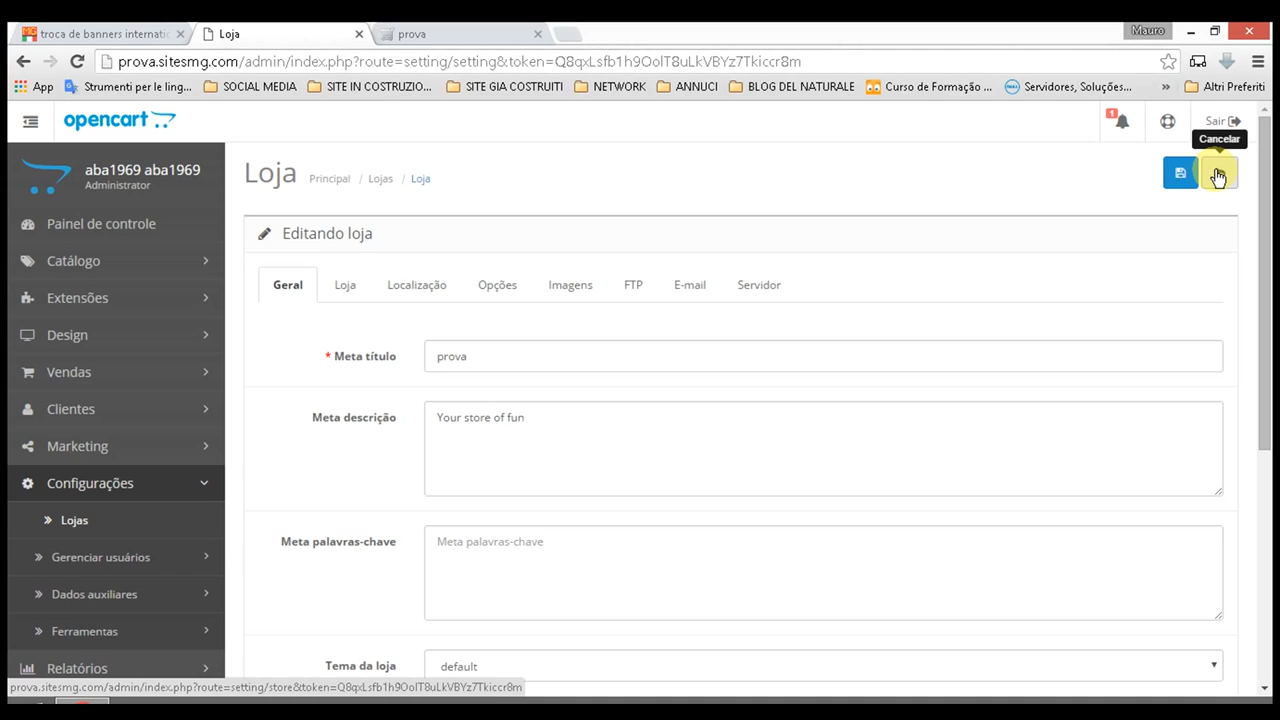 troca de banners internati
Loja
prova
Mauro
prova.sitesmg.com/admin/index.php?route=setting/setting&token=Q8qxLsfb1h9OolT8uLkVBYz7Tkiccr8m
App
Strumenti per le ling...
SOCIAL MEDIA
SITE IN COSTRUZIO...
SITE GIA COSTRUITI
NETWORK
ANNUCI
BLOG DEL NATURALE
Curso de Formação ...
Servidores, Soluções...
»
Altri Preferiti
opencart
1
Sair
Cancelar
aba1969 aba1969
Administrator
Loja
Principal / Lojas / Loja
Painel de controle
Catálogo
Extensões
Design
Vendas
Clientes
Marketing
Configurações
Lojas
Gerenciar usuários
Dados auxiliares
Ferramentas
Relatórios
Editando loja
Geral
Loja
Localização
Opções
Imagens
FTP
E-mail
Servidor
* Meta título
prova
Meta descrição
Your store of fun
Meta palavras-chave
Meta palavras-chave
Tema da loja
default
prova.sitesmg.com/admin/index.php?route=setting/store&token=Q8qxLsfb1h9OolT8uLkVBYz7Tkiccr8m